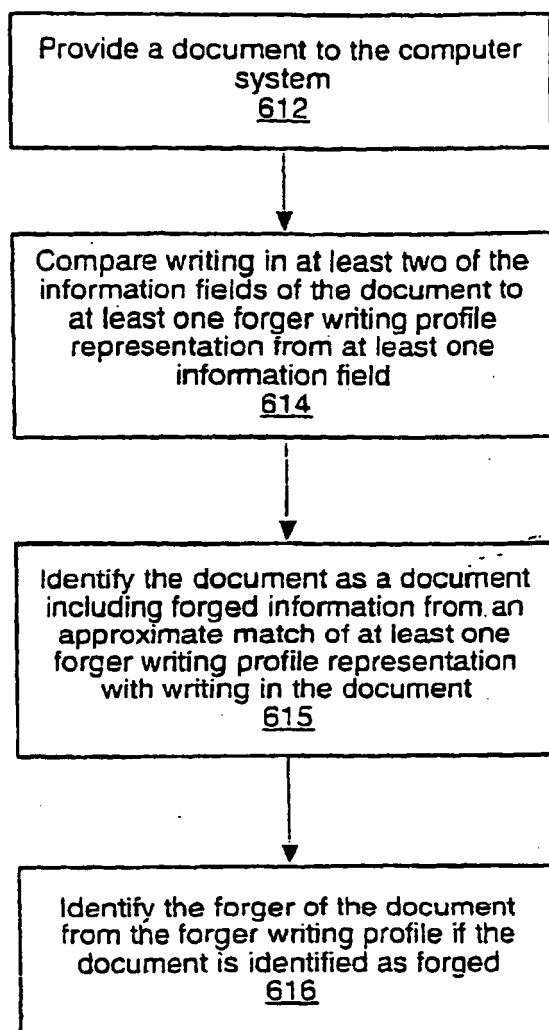 Provide a document to the computer
system
612
Compare writing in at least two of the
information fields of the document to
at least one forger writing profile
representation from at least one
information field
614
Identify the document as a document
including forged information from an
approximate match of at least one
forger writing profile representation
with writing in the document
615
Identify the forger of the document
from the forger writing profile if the
document is identified as forged
616